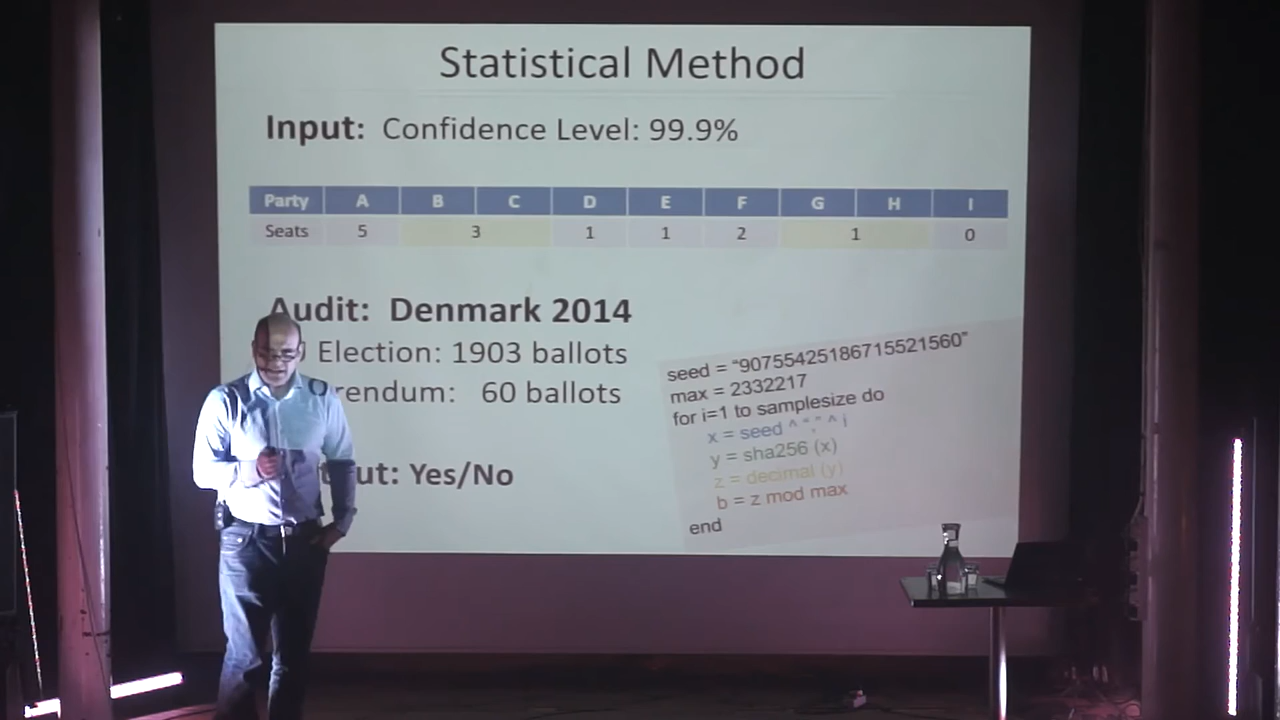 Statistical Method
Input: Confidence Level: 99.9%
Party A B C D E F G H I
Seats 5 3 1 1 2 1 0
Audit: Denmark 2014
Election: 1903 ballots
rendum: 60 ballots
ut: Yes/No
seed = “90755425186715521560”
max = 2332217
for i=1 to samplesize do
x = seed ^ "," ^ i
y = sha256 (x)
z = decimal (y)
b = z mod max
end